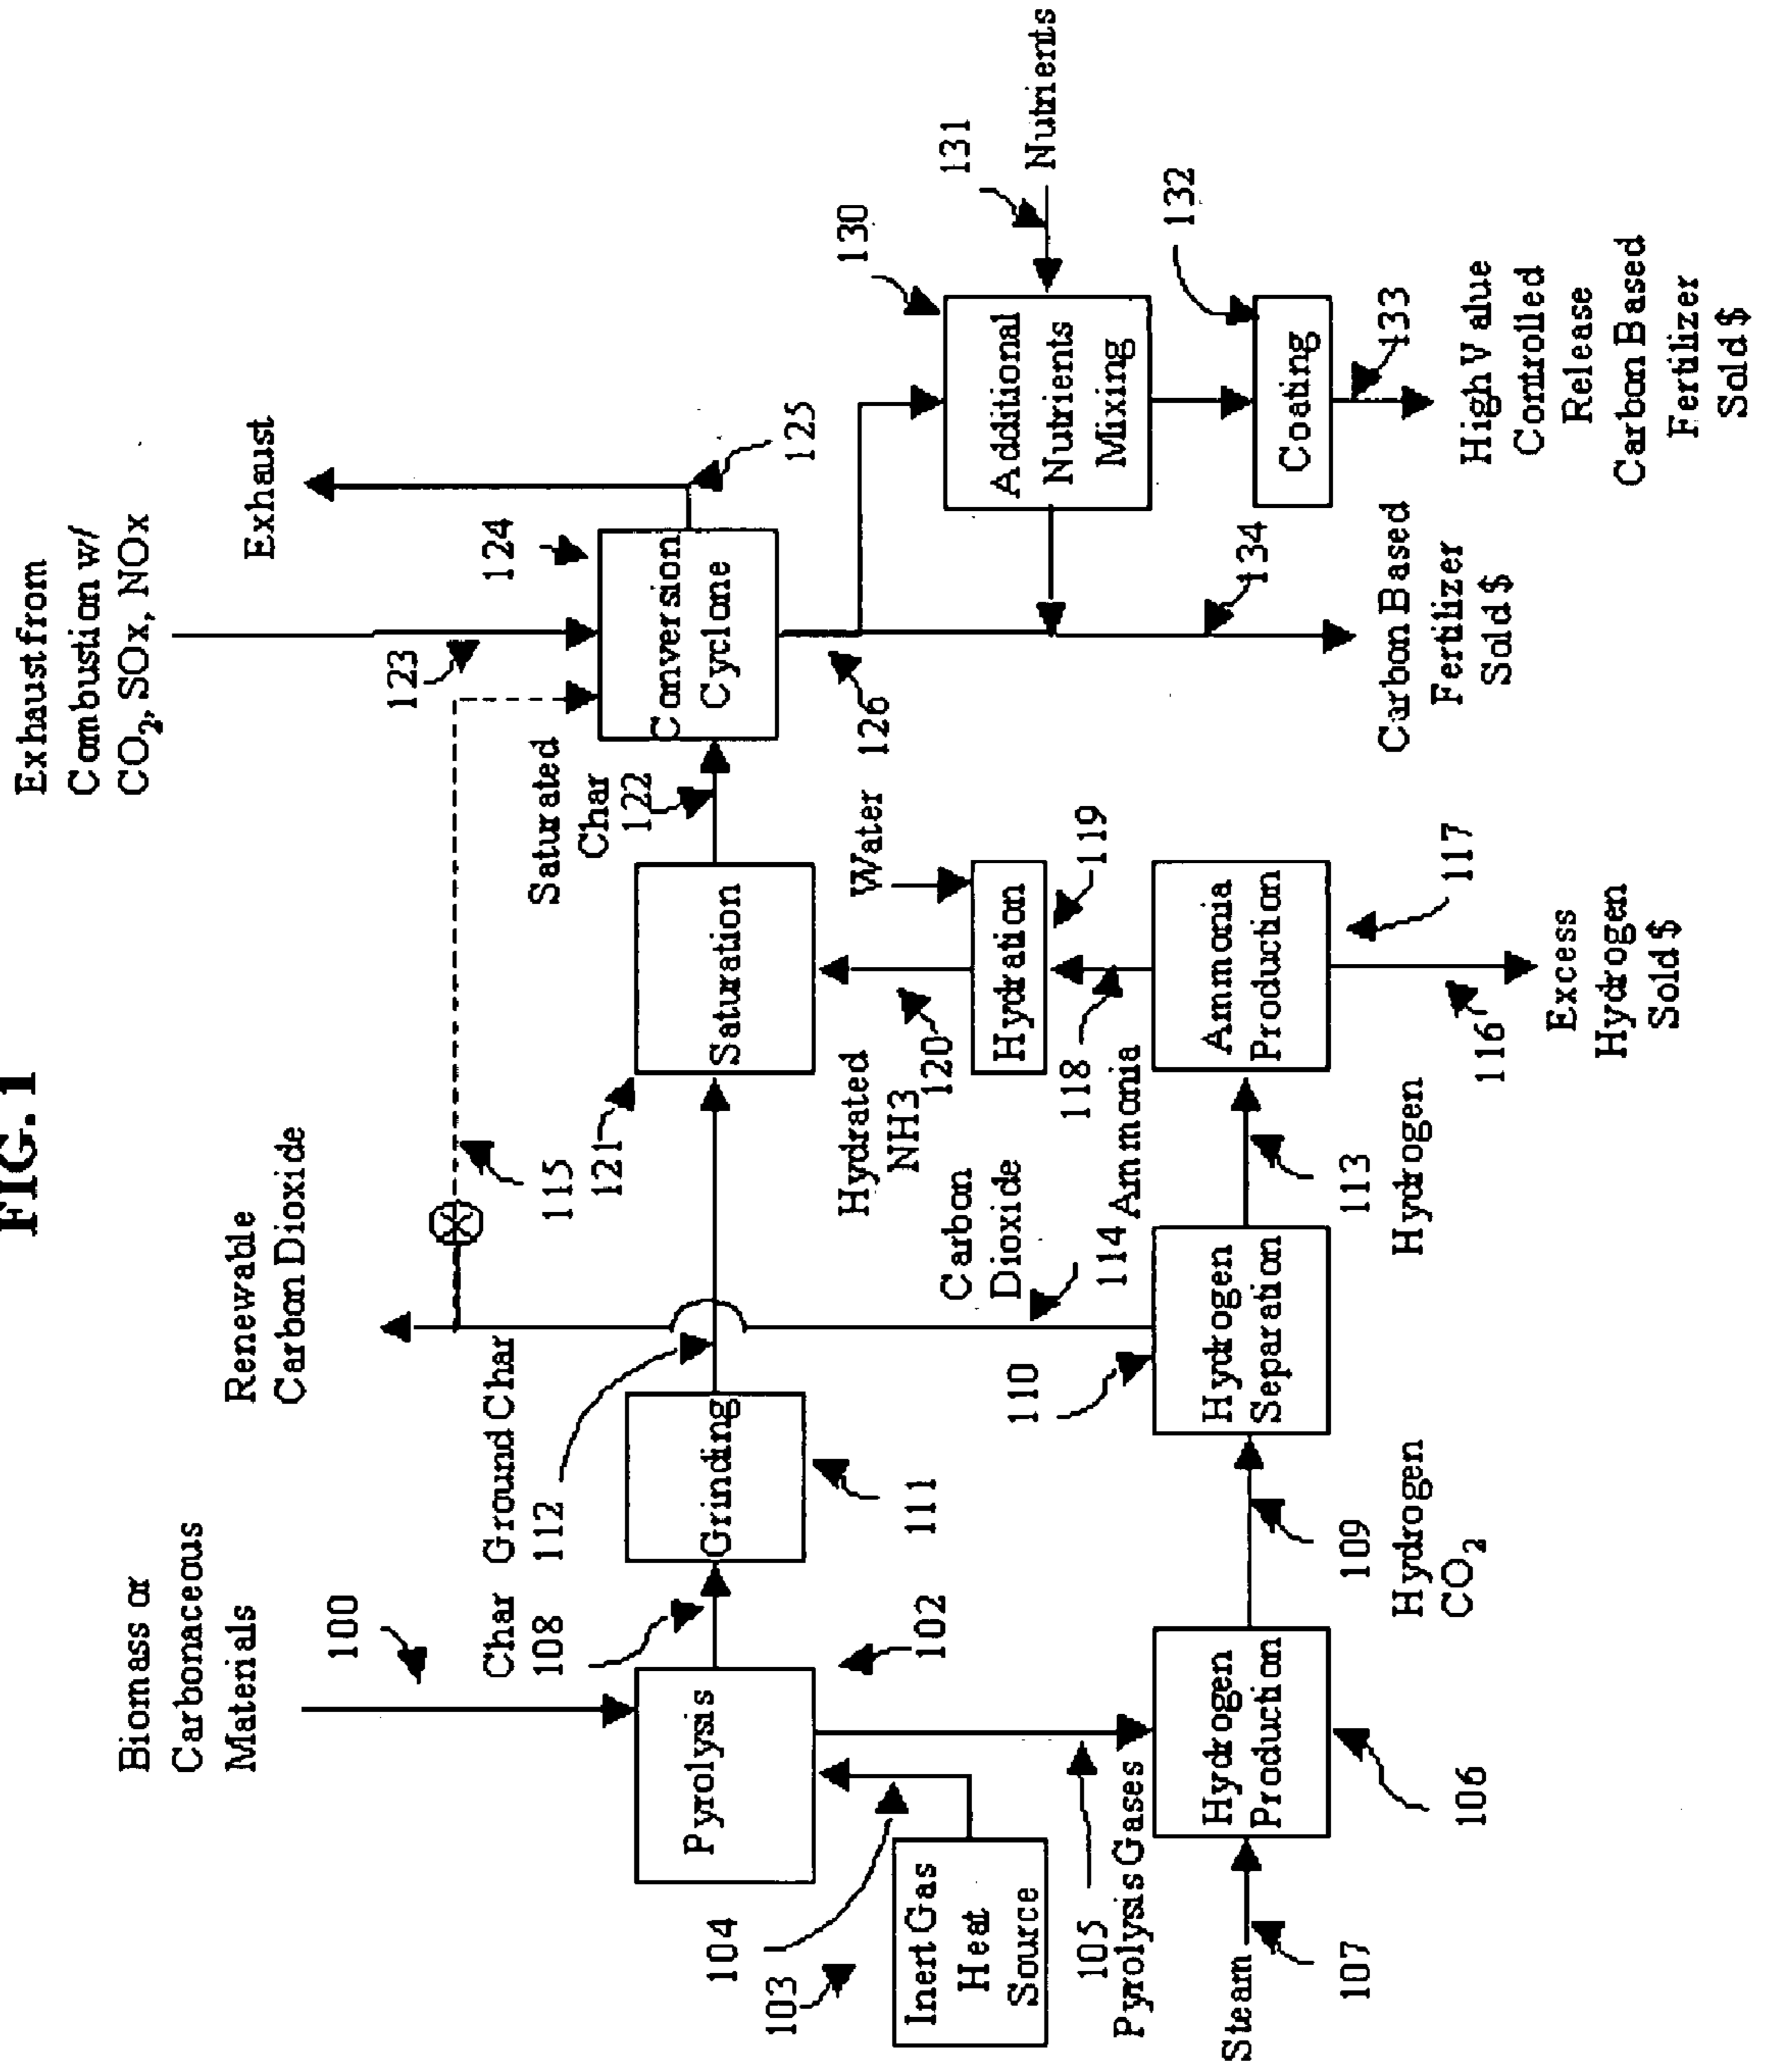 FIG. 1
Exhaust from
Combustion w/
CO2, SOx, NOx
Renewable
Carbon Dioxide
Exhaust
Biomass or
Carbonaceous
Materials
100
115
123
124
125
Char
108
Ground Char
112
121
Saturated
Char
122
Pyrolysis
Grinding
Saturation
Conversion
Cyclone
102
111
126
130
131
Nutrients
104
103
Inert Gas
Heat
Source
105
Pyrolysis Gases
110
Carbon
Dioxide
114
Hydrated
NH3
120
Water
Hydration
119
118
Ammonia
Additional
Nutrients
Mixing
132
Coating
133
134
Steam
107
Hydrogen
Production
106
109
Hydrogen
CO2
Hydrogen
Separation
113
Hydrogen
Ammonia
Production
117
116
Excess
Hydrogen
Sold $
Carbon Based
Fertilizer
Sold $
High Value
Controlled
Release
Carbon Based
Fertilizer
Sold $